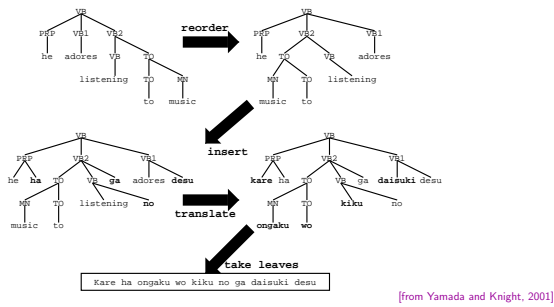 VB
reorder
VB
PRP VB1 VB2
PRP VB2 VB1
he adores VB TO
he TO VB adores
listening TO MN
MN TO listening
to music
music to
insert
VB
VB
PRP VB2 VB1
PRP VB2 VB1
he ha TO VB ga adores desu
kare ha TO VB ga daisuki desu
MN TO listening no
translate
MN TO kiku no
music to
ongaku wo
take leaves
Kare ha ongaku wo kiku no ga daisuki desu
[from Yamada and Knight, 2001]